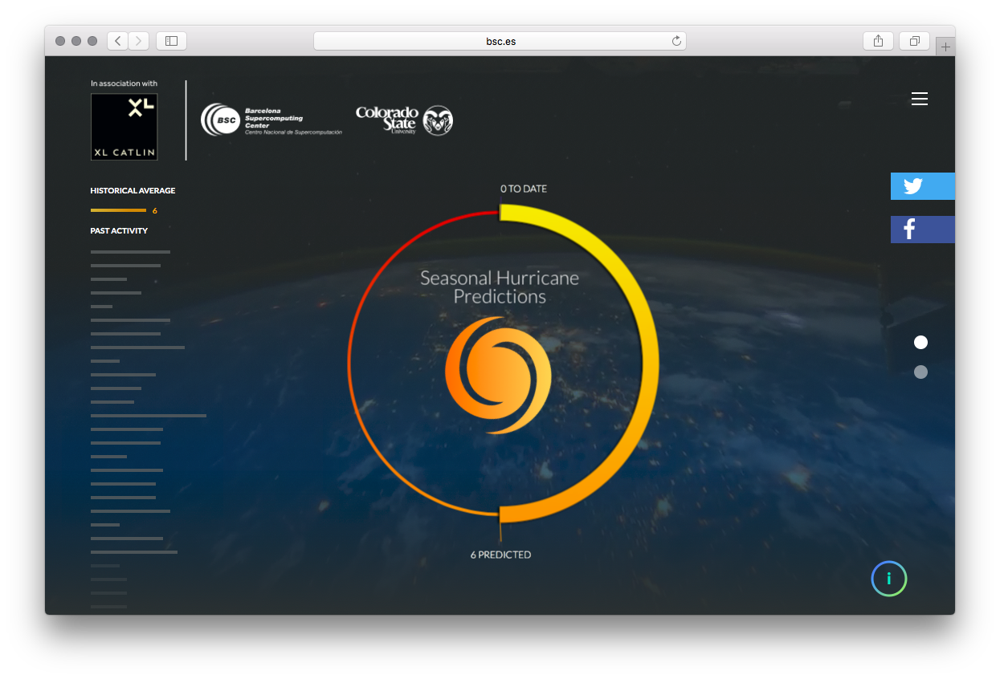 bsc.es
In association with
XL
XL CATLIN
BSC
Barcelona
Supercomputing
Center
Centro Nacional de Supercomputación
Colorado
State
University
HISTORICAL AVERAGE
6
PAST ACTIVITY
0 TO DATE
Seasonal Hurricane
Predictions
6 PREDICTED
i